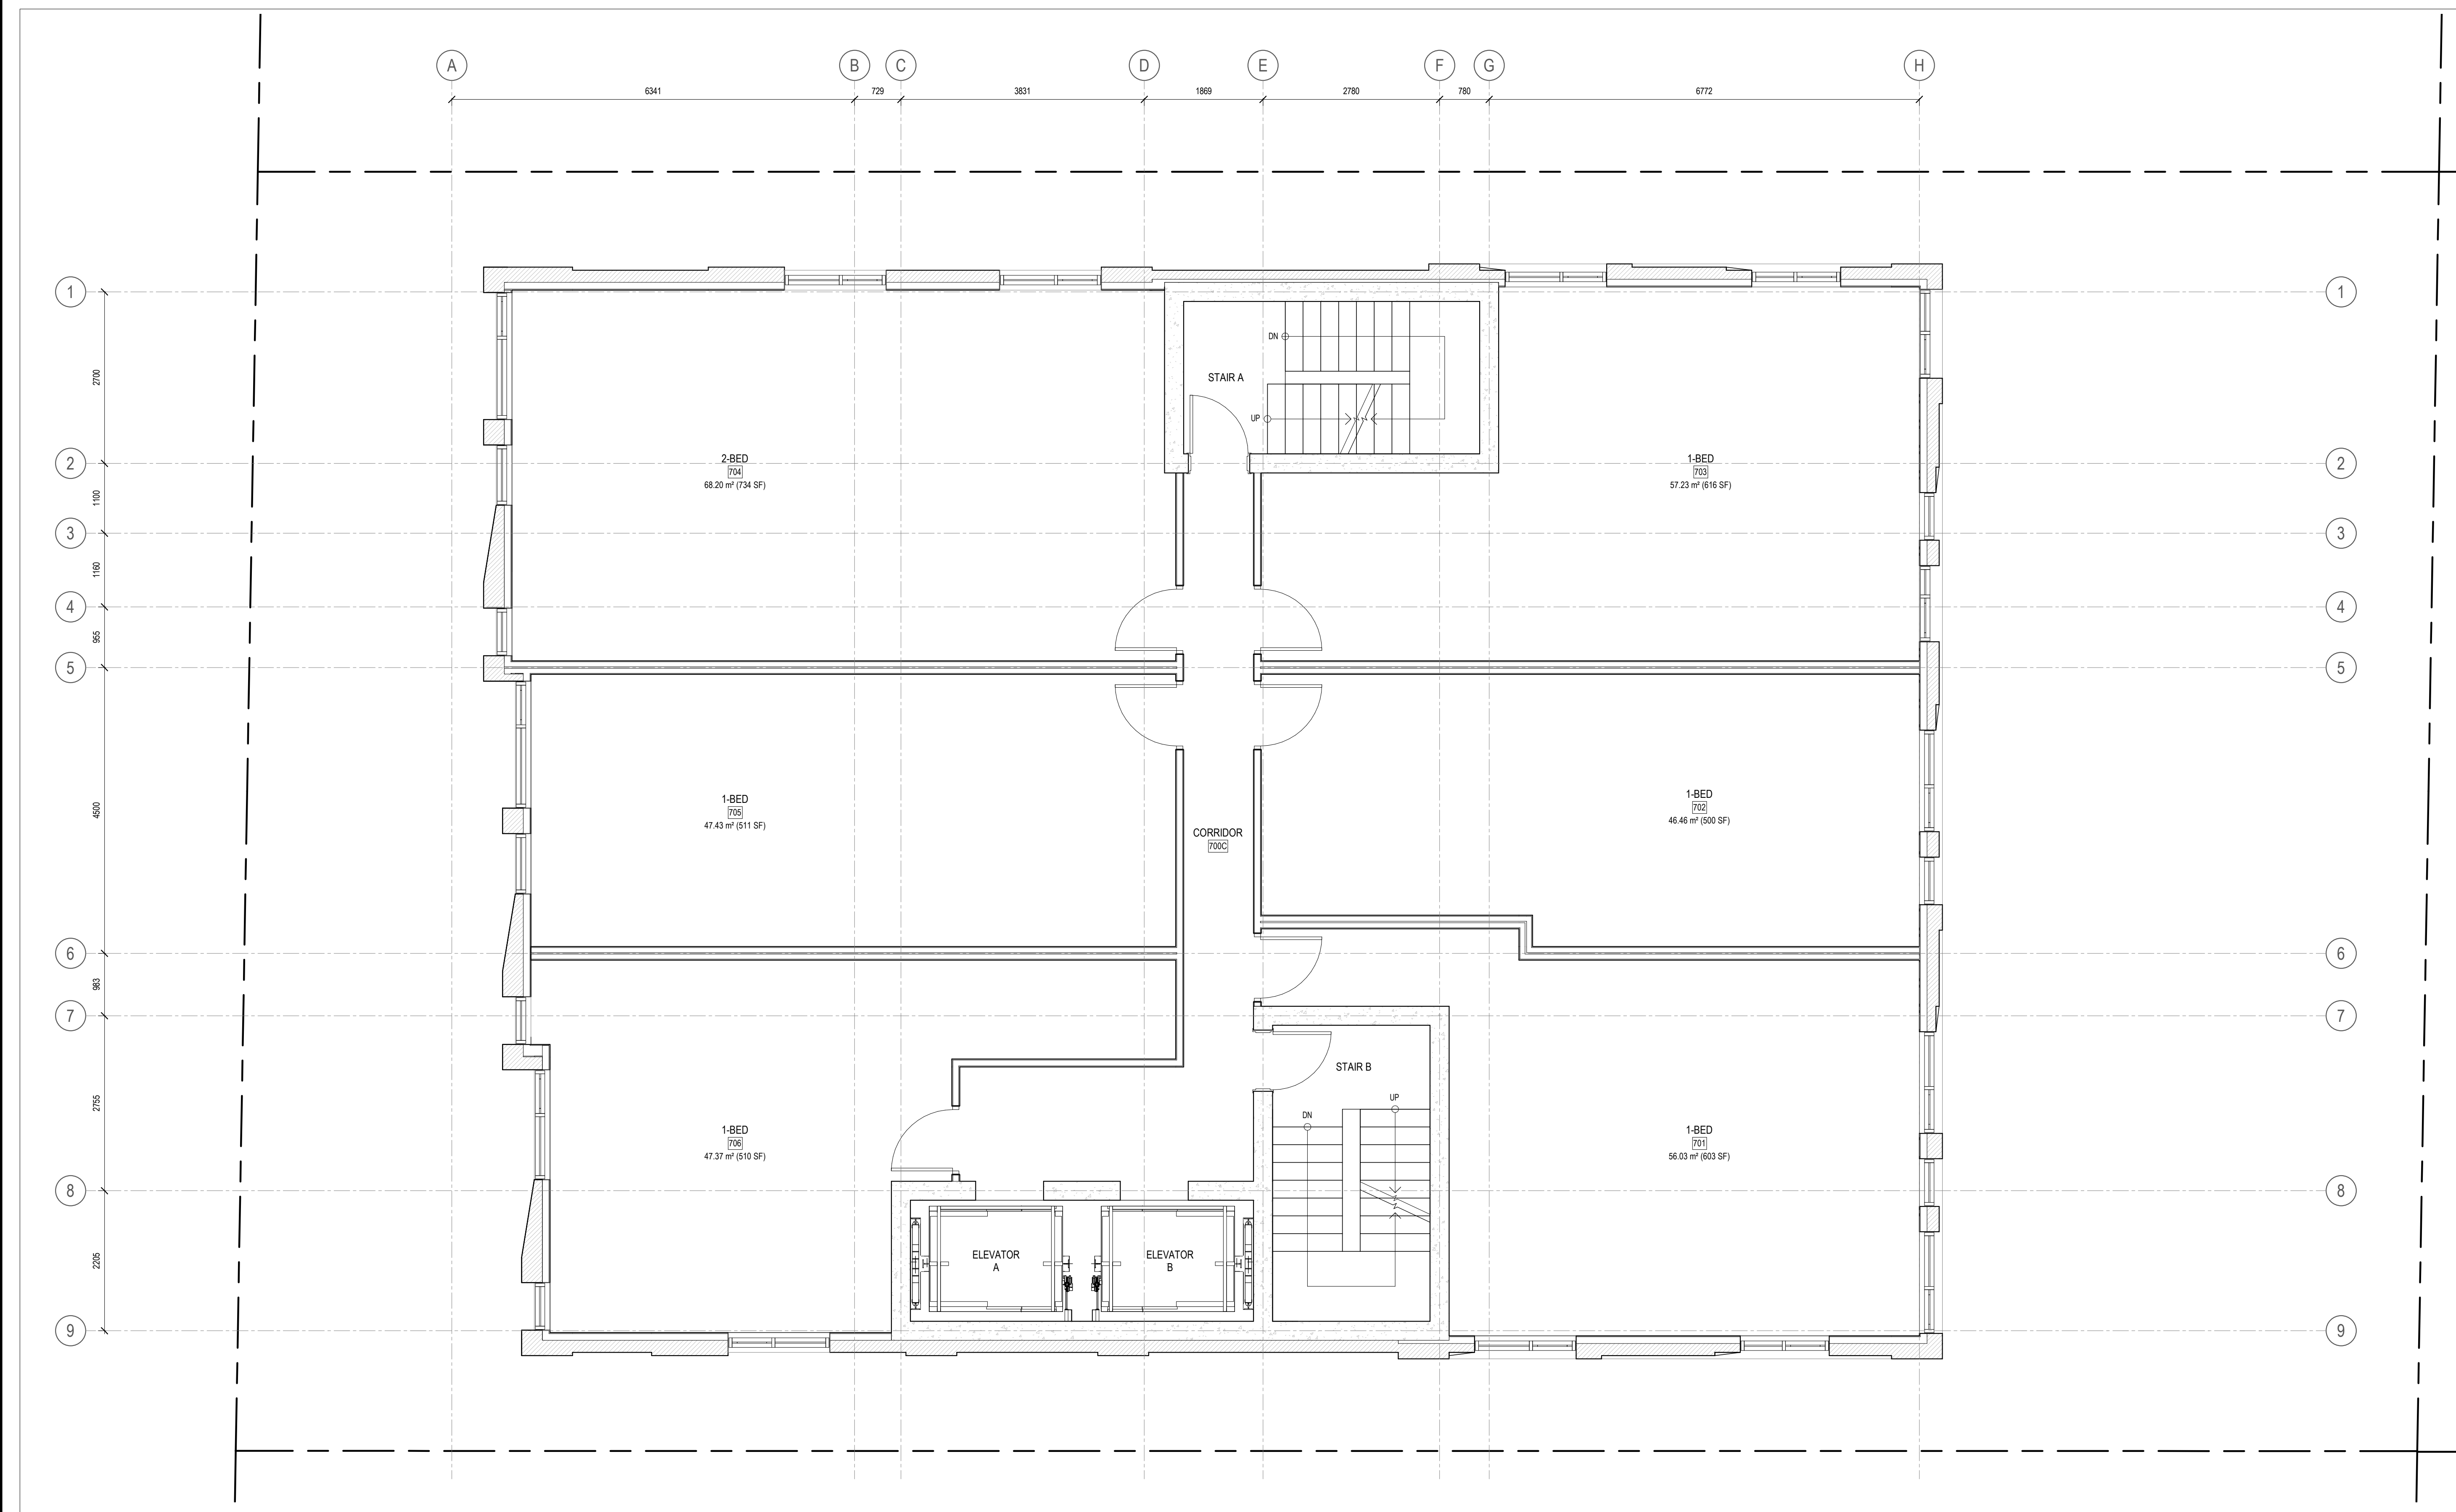 A
B
C
D
E
F
G
H
6341
729
3831
1869
2780
780
6772
1
1
DN
2700
STAIR A
UP
2-BED
704
68.20 m² (734 SF)
1-BED
703
57.23 m² (616 SF)
2
2
1100
3
3
1160
4
4
955
5
5
1-BED
705
47.43 m² (511 SF)
1-BED
702
46.46 m² (500 SF)
4500
CORRIDOR
700C
6
6
983
7
7
STAIR B
2755
UP
DN
1-BED
706
47.37 m² (510 SF)
1-BED
701
56.03 m² (603 SF)
8
8
ELEVATOR
A
ELEVATOR
B
2205
9
9